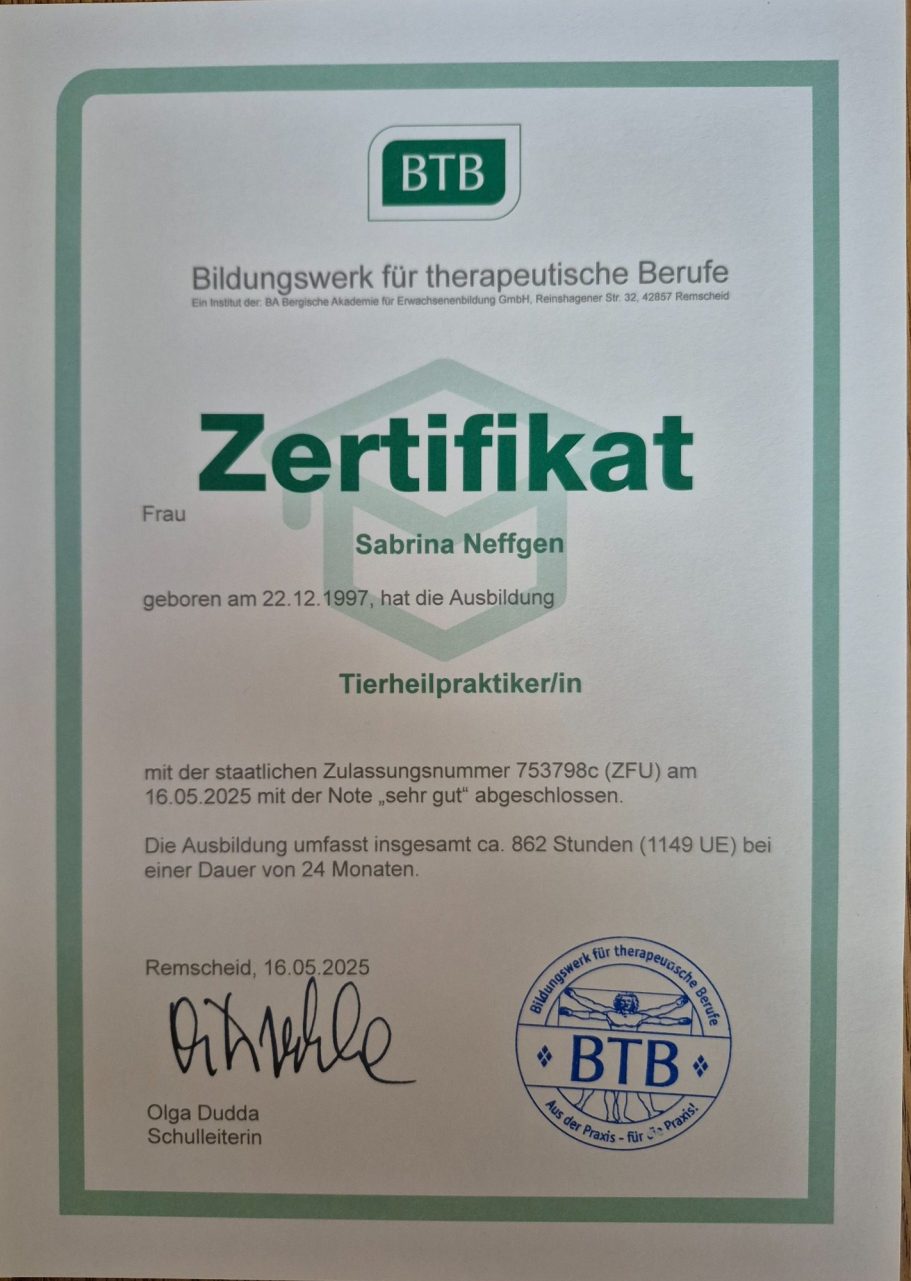 BTB
Bildungswerk für therapeutische Berufe
Ein Institut der: BA Bergische Akademie für Erwachsenenbildung GmbH, Reinshagener Str. 32, 42857 Remscheid
Zertifikat
Frau
Sabrina Neffgen
geboren am 22.12.1997, hat die Ausbildung
Tierheilpraktiker/in
mit der staatlichen Zulassungsnummer 753798c (ZFU) am
16.05.2025 mit der Note „sehr gut“ abgeschlossen.
Die Ausbildung umfasst insgesamt ca. 862 Stunden (1149 UE) bei
einer Dauer von 24 Monaten.
Remscheid, 16.05.2025
Olga Dudda
Schulleiterin
Bildungswerk für therapeutische Berufe
BTB
Aus der Praxis - für die Praxis!